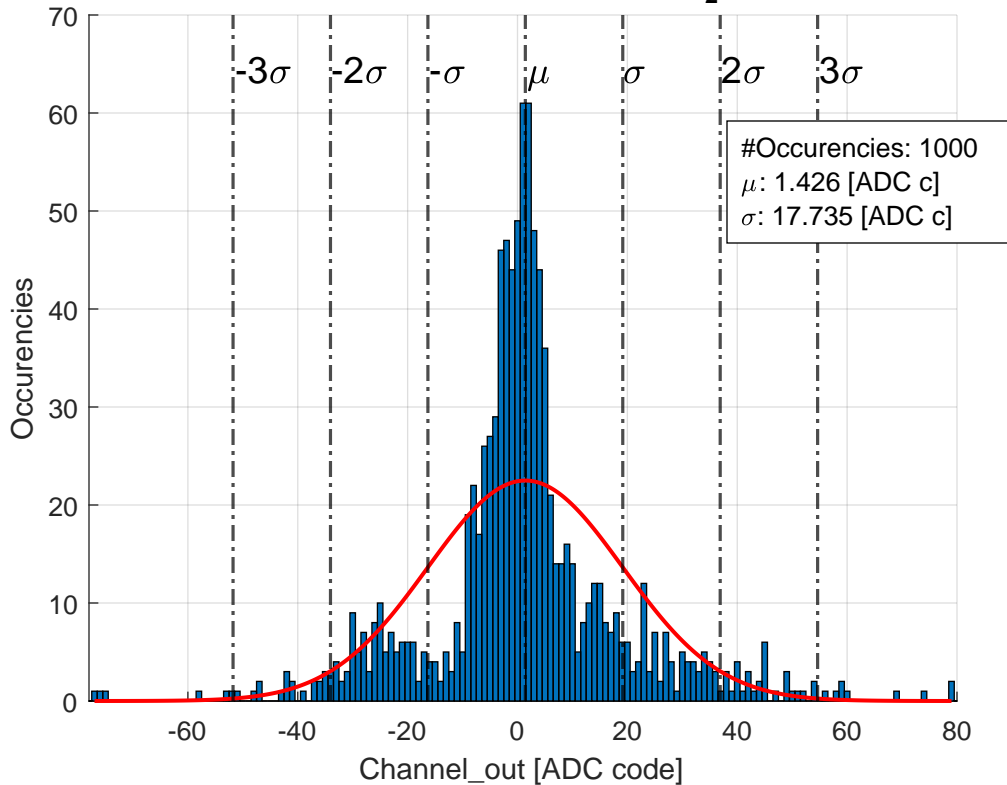 2
70
60
50
40
30
20
10
0
-3σ -2σ -σ μ σ 2σ 3σ
#Occurencies: 1000
μ: 1.426 [ADC c]
σ: 17.735 [ADC c]
Occurencies
-60 -40 -20 0 20 40 60 80
Channel_out [ADC code]